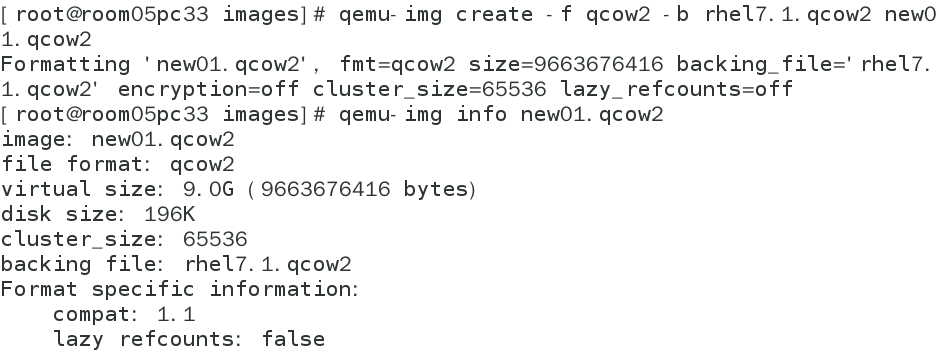 [root@room05pc33 images]# qemu-img create -f qcow2 -b rhel7.1.qcow2 new0
1.qcow2
Formatting 'new01.qcow2', fmt=qcow2 size=9663676416 backing_file='rhel7.
1.qcow2' encryption=off cluster_size=65536 lazy_refcounts=off
[root@room05pc33 images]# qemu-img info new01.qcow2
image: new01.qcow2
file format: qcow2
virtual size: 9.0G (9663676416 bytes)
disk size: 196K
cluster_size: 65536
backing file: rhel7.1.qcow2
Format specific information:
    compat: 1.1
    lazy refcounts: false